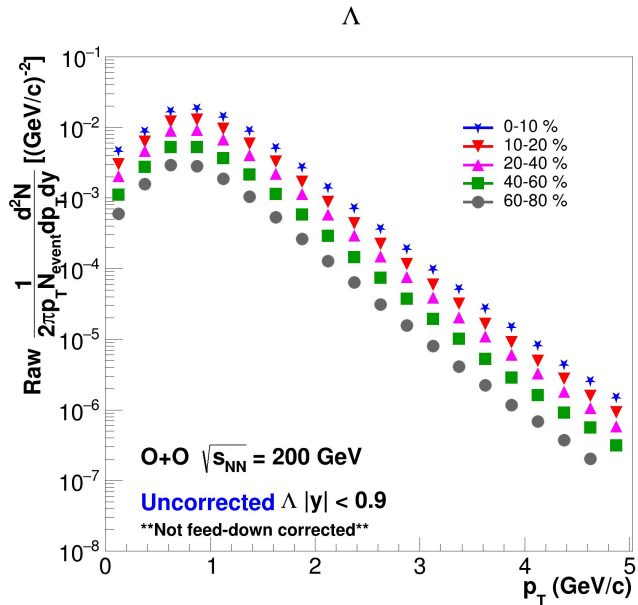 Λ
Raw 1/(2πp_T N_event) d²N/(dp_T dy) [(GeV/c)⁻²]
10⁻¹
10⁻²
10⁻³
10⁻⁴
10⁻⁵
10⁻⁶
10⁻⁷
10⁻⁸
0-10 %
10-20 %
20-40 %
40-60 %
60-80 %
O+O √s_NN = 200 GeV
Uncorrected Λ |y| < 0.9
**Not feed-down corrected**
0 1 2 3 4 5
p_T (GeV/c)